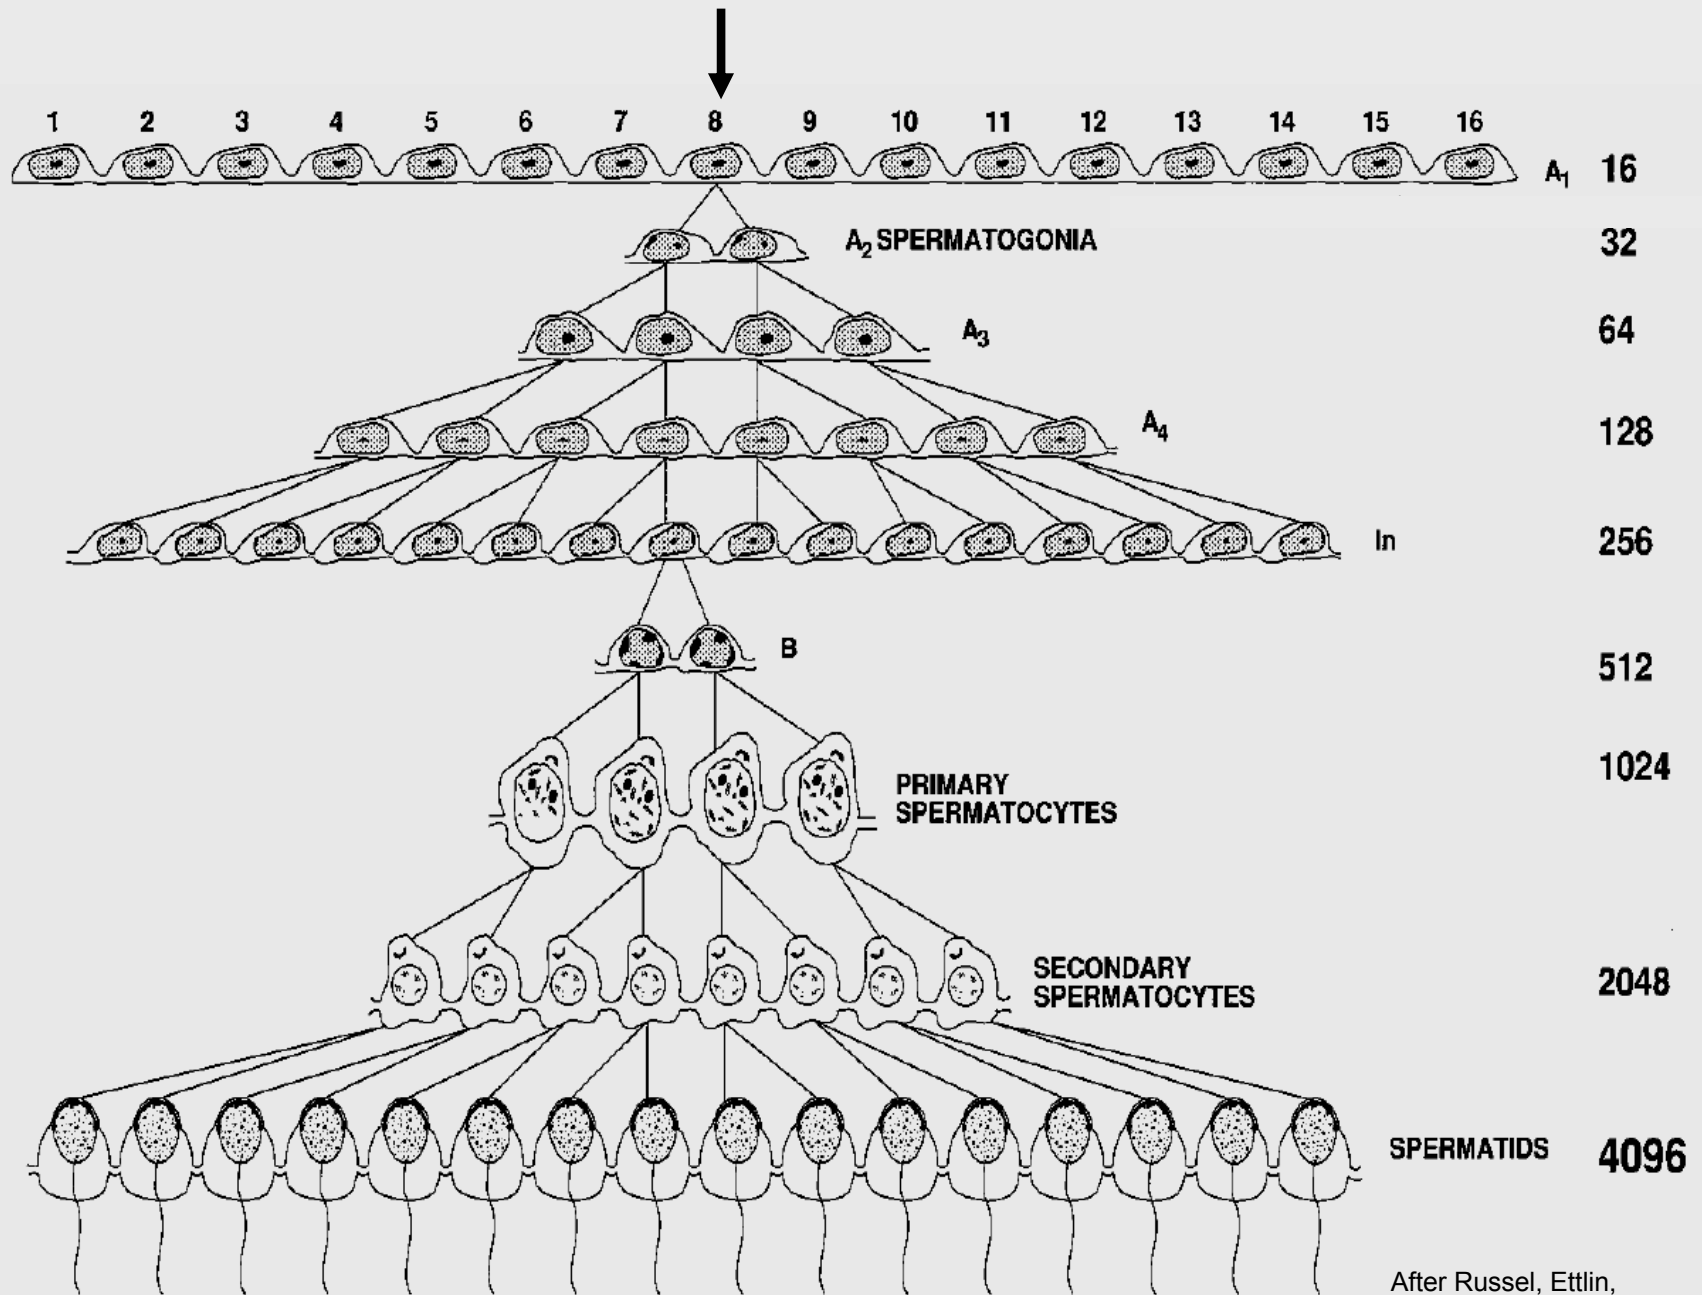 1 2 3 4 5 6 7 8 9 10 11 12 13 14 15 16
A₁ 16
A₂ SPERMATOGONIA 32
A₃ 64
A₄ 128
In 256
B 512
1024
PRIMARY
SPERMATOCYTES
SECONDARY
SPERMATOCYTES
2048
SPERMATIDS 4096
After Russel, Ettlin,